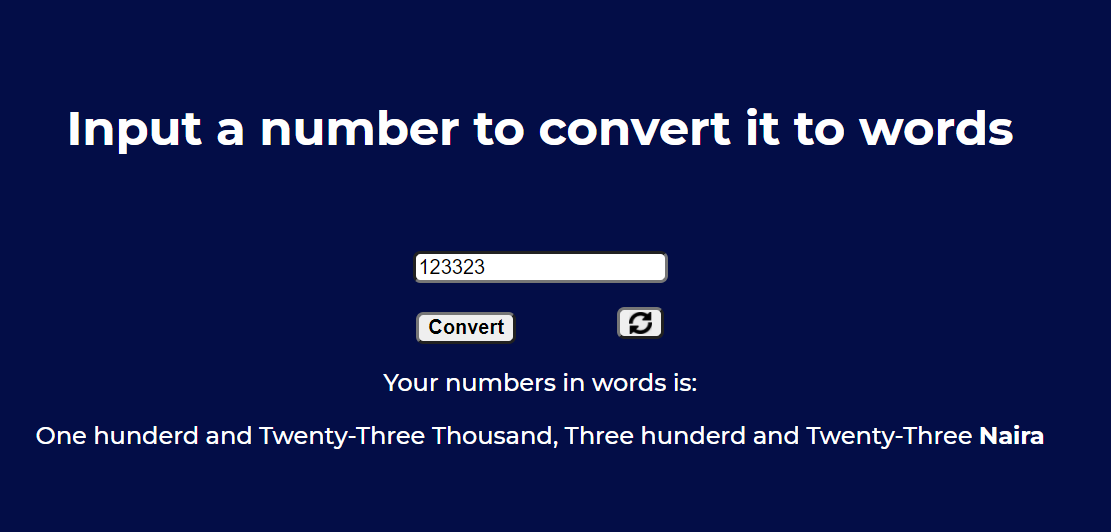 Input a number to convert it to words
123323
Convert
Your numbers in words is:
One hunderd and Twenty-Three Thousand, Three hunderd and Twenty-Three Naira